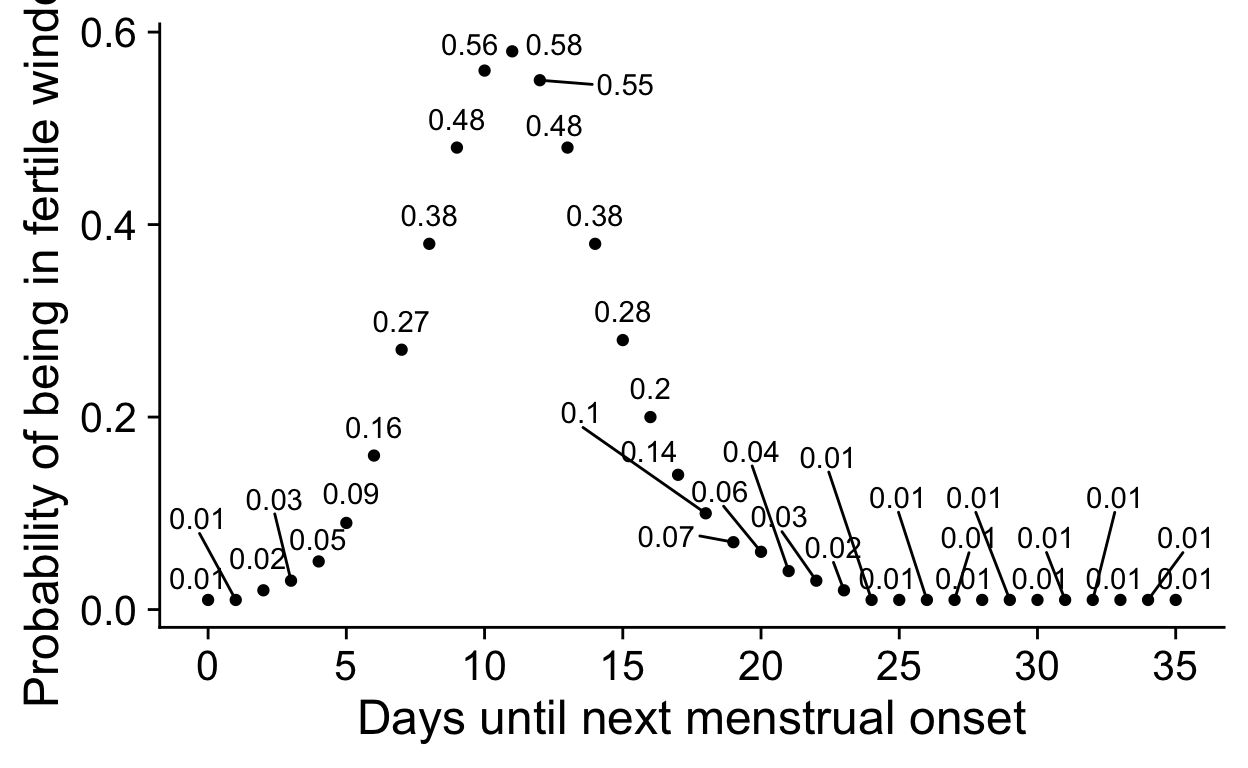 Probability of being in fertile
0.6
0.4
0.2
0.0
0.56 0.58
0.55
0.48 0.48
0.38 0.38
0.27 0.28
0.2
0.1
0.16
0.14 0.04 0.01
0.03 0.09 0.06 0.01 0.01 0.01
0.01 0.03
0.05 0.07 0.02 0.01 0.01 0.01
0.02
0.01 0.01 0.01 0.01 0.01 0.01
0 5 10 15 20 25 30 35
Days until next menstrual onset